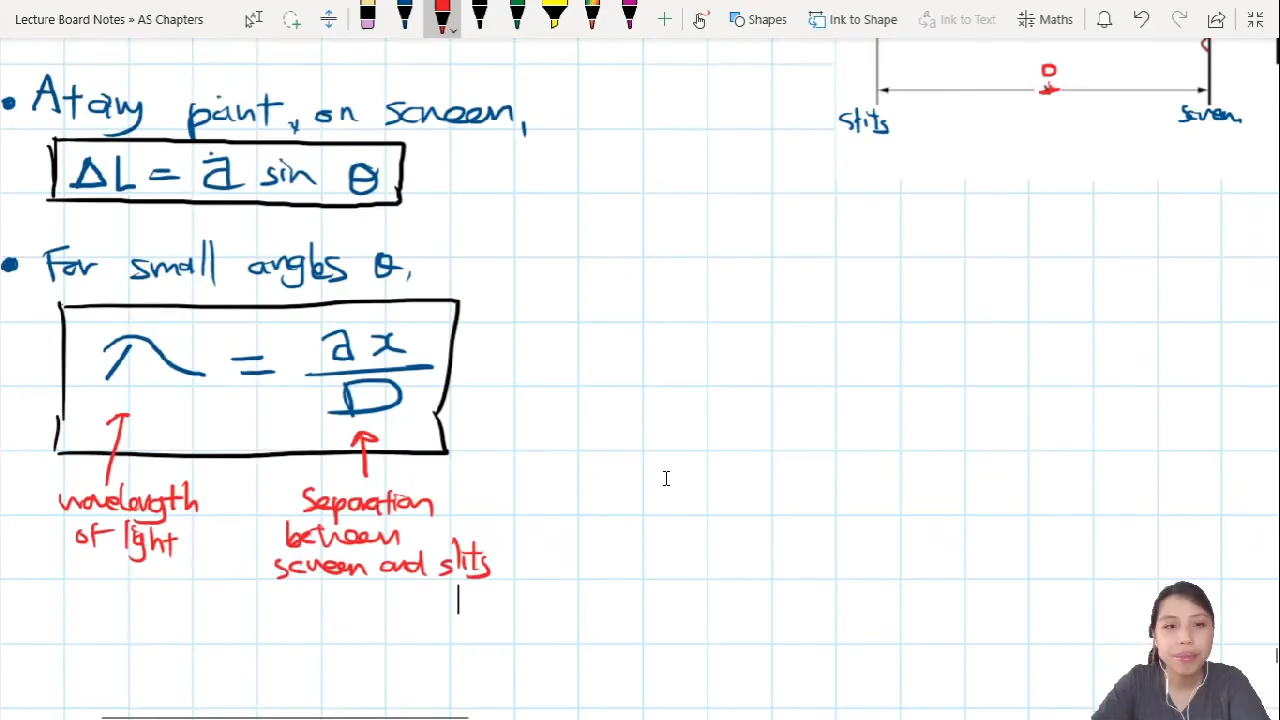 Lecture Board Notes » AS Chapters
Shapes
Ink to Shape
Ink to Text
Maths
D
slits
screen
• At any point, on screen,
ΔL = a sin θ
• For small angles θ,
λ = ax / D
wavelength
of light
Separation
between
screen and slits